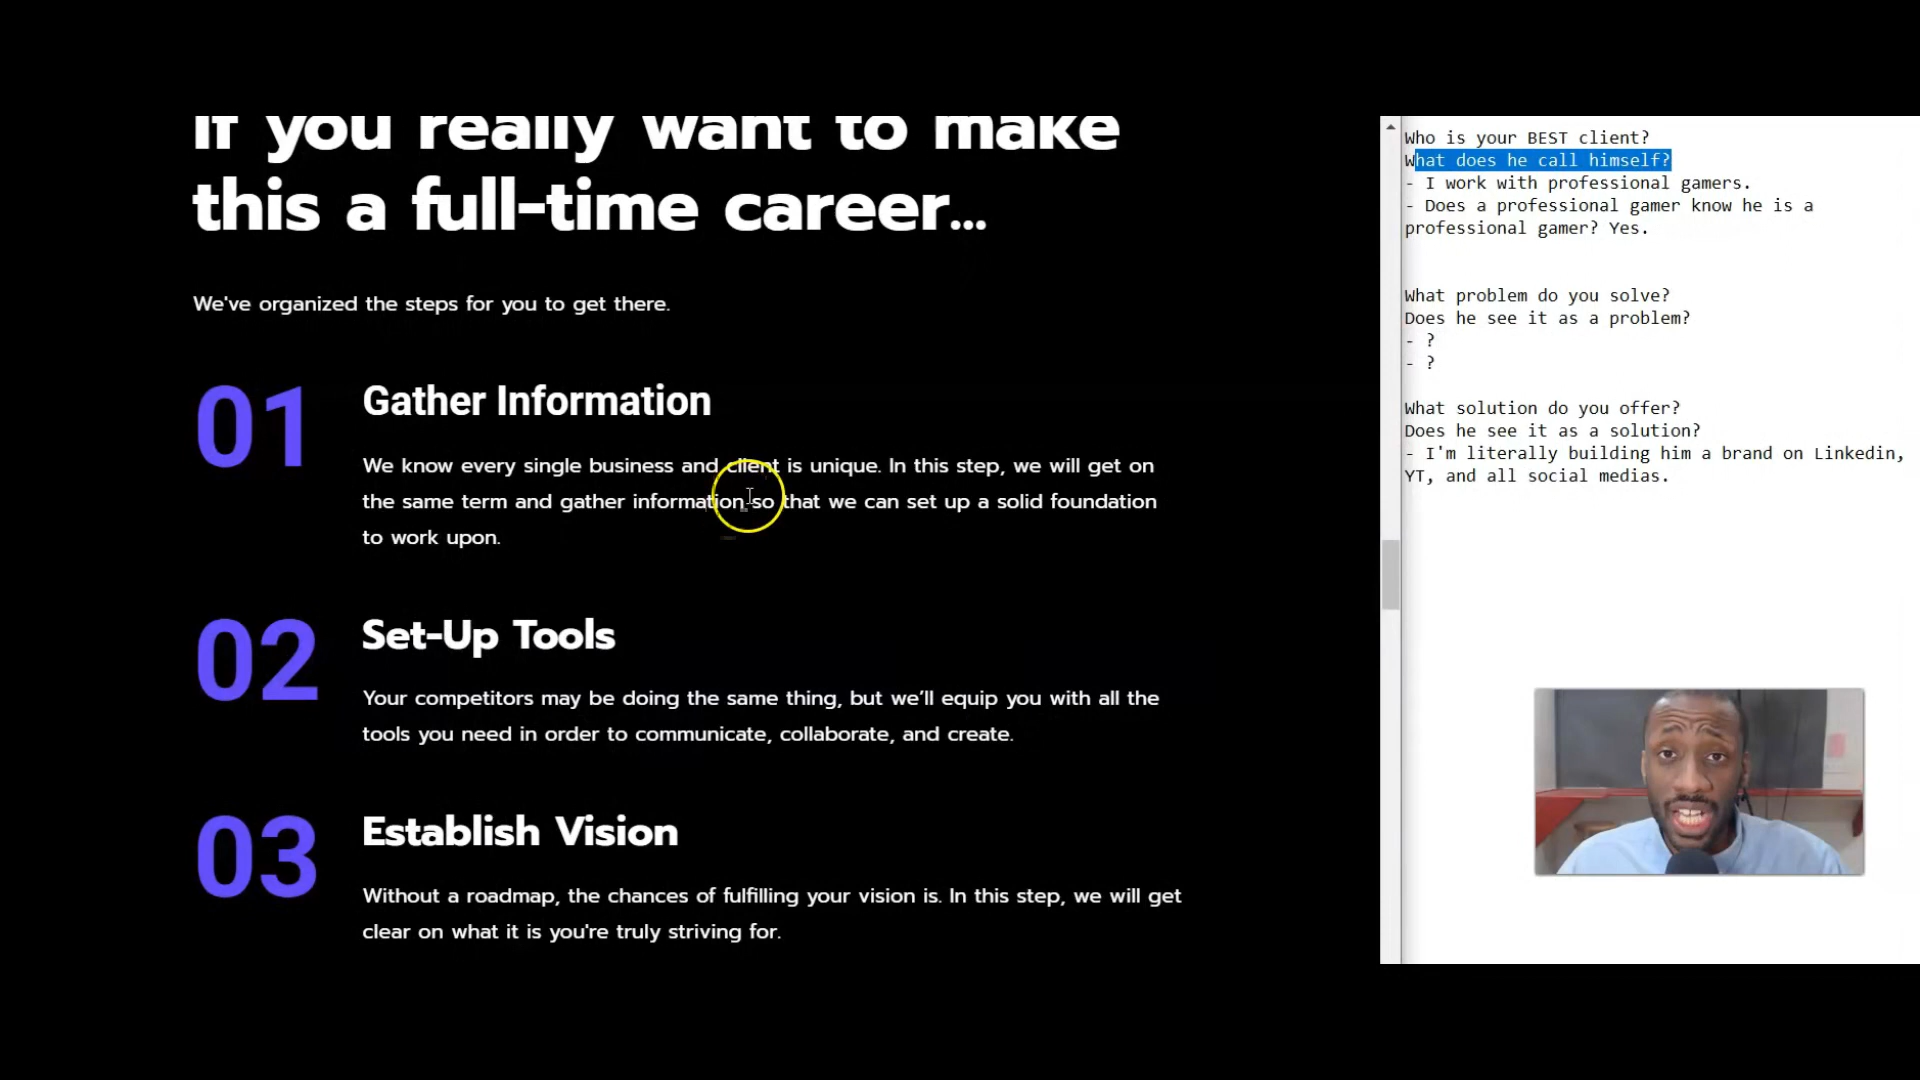 If you really want to make
this a full-time career...
We've organized the steps for you to get there.
01
Gather Information
We know every single business and client is unique. In this step, we will get on
the same term and gather information so that we can set up a solid foundation
to work upon.
02
Set-Up Tools
Your competitors may be doing the same thing, but we’ll equip you with all the
tools you need in order to communicate, collaborate, and create.
03
Establish Vision
Without a roadmap, the chances of fulfilling your vision is. In this step, we will get
clear on what it is you're truly striving for.
Who is your BEST client?
What does he call himself?
- I work with professional gamers.
- Does a professional gamer know he is a
professional gamer? Yes.
What problem do you solve?
Does he see it as a problem?
- ?
- ?
What solution do you offer?
Does he see it as a solution?
- I'm literally building him a brand on Linkedin,
YT, and all social medias.